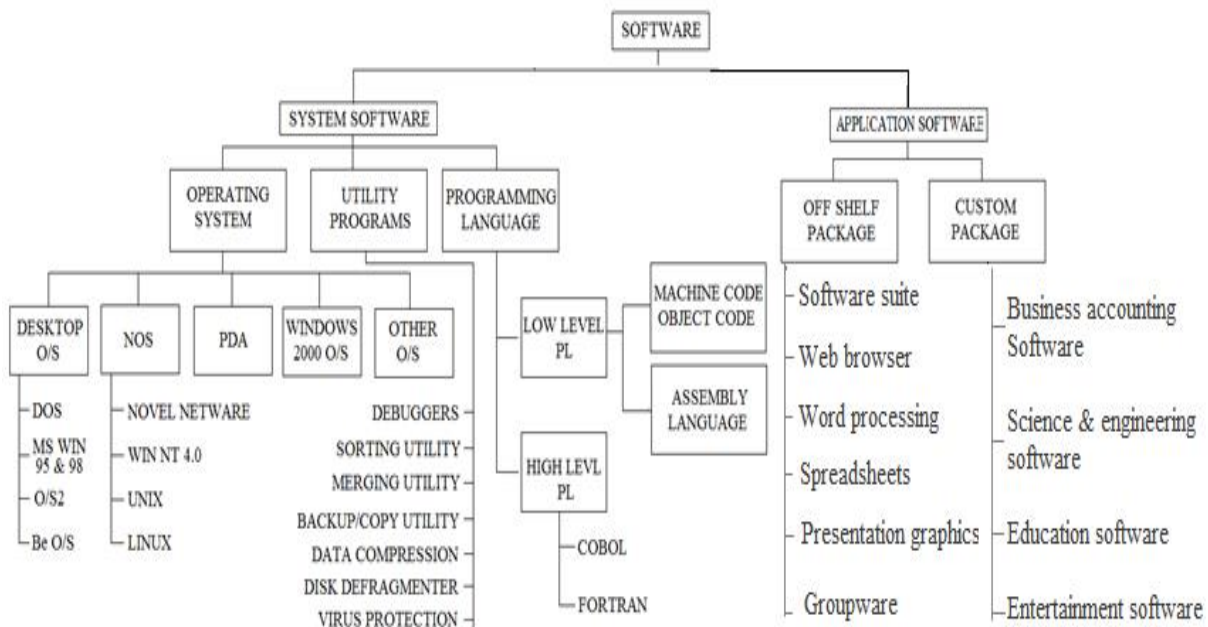 SOFTWARE
SYSTEM SOFTWARE
APPLICATION SOFTWARE
OPERATING
SYSTEM
UTILITY
PROGRAMS
PROGRAMMING
LANGUAGE
OFF SHELF
PACKAGE
CUSTOM
PACKAGE
DESKTOP
O/S
NOS
PDA
WINDOWS
2000 O/S
OTHER
O/S
DOS
MS WIN
95 & 98
O/S2
Be O/S
NOVEL NETWARE
WIN NT 4.0
UNIX
LINUX
DEBUGGERS
SORTING UTILITY
MERGING UTILITY
BACKUP/COPY UTILITY
DATA COMPRESSION
DISK DEFRAGMENTER
VIRUS PROTECTION
LOW LEVEL
PL
MACHINE CODE
OBJECT CODE
ASSEMBLY
LANGUAGE
HIGH LEVL
PL
COBOL
FORTRAN
Software suite
Web browser
Word processing
Spreadsheets
Presentation graphics
Groupware
Business accounting
Software
Science & engineering
software
Education software
Entertainment software